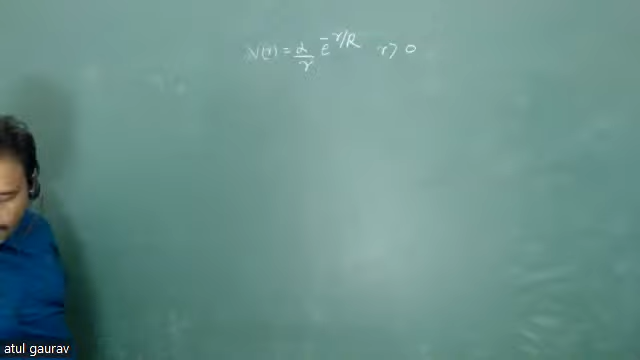 V(r) = α/r e^{-r/R} r > 0
atul gaurav